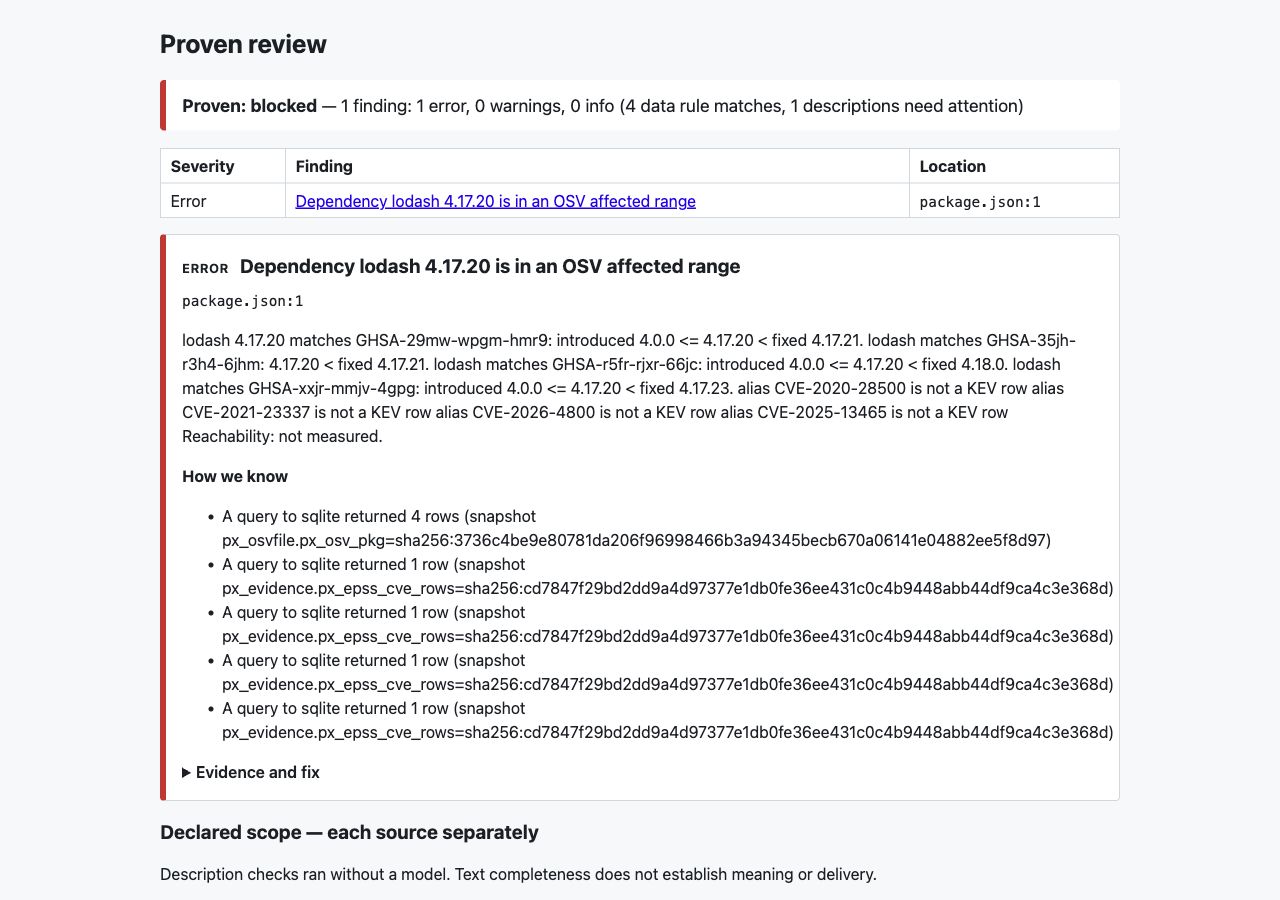 Proven review
Proven: blocked — 1 finding: 1 error, 0 warnings, 0 info (4 data rule matches, 1 descriptions need attention)
Severity Finding Location
Error Dependency lodash 4.17.20 is in an OSV affected range package.json:1
ERROR Dependency lodash 4.17.20 is in an OSV affected range
package.json:1
lodash 4.17.20 matches GHSA-29mw-wpgm-hmr9: introduced 4.0.0 <= 4.17.20 < fixed 4.17.21. lodash matches GHSA-35jh-
r3h4-6jhm: 4.17.20 < fixed 4.17.21. lodash matches GHSA-r5fr-rjxr-66jc: introduced 4.0.0 <= 4.17.20 < fixed 4.18.0. lodash
matches GHSA-xxjr-mmjv-4gpg: introduced 4.0.0 <= 4.17.20 < fixed 4.17.23. alias CVE-2020-28500 is not a KEV row alias
CVE-2021-23337 is not a KEV row alias CVE-2026-4800 is not a KEV row alias CVE-2025-13465 is not a KEV row
Reachability: not measured.
How we know
• A query to sqlite returned 4 rows (snapshot
px_osvfile.px_osv_pkg=sha256:3736c4be9e80781da206f96998466b3a94345becb670a06141e04882ee5f8d97)
• A query to sqlite returned 1 row (snapshot
px_evidence.px_epss_cve_rows=sha256:cd7847f29bd2dd9a4d97377e1db0fe36ee431c0c4b9448abb44df9ca4c3e368d)
• A query to sqlite returned 1 row (snapshot
px_evidence.px_epss_cve_rows=sha256:cd7847f29bd2dd9a4d97377e1db0fe36ee431c0c4b9448abb44df9ca4c3e368d)
• A query to sqlite returned 1 row (snapshot
px_evidence.px_epss_cve_rows=sha256:cd7847f29bd2dd9a4d97377e1db0fe36ee431c0c4b9448abb44df9ca4c3e368d)
• A query to sqlite returned 1 row (snapshot
px_evidence.px_epss_cve_rows=sha256:cd7847f29bd2dd9a4d97377e1db0fe36ee431c0c4b9448abb44df9ca4c3e368d)
▶ Evidence and fix
Declared scope — each source separately
Description checks ran without a model. Text completeness does not establish meaning or delivery.